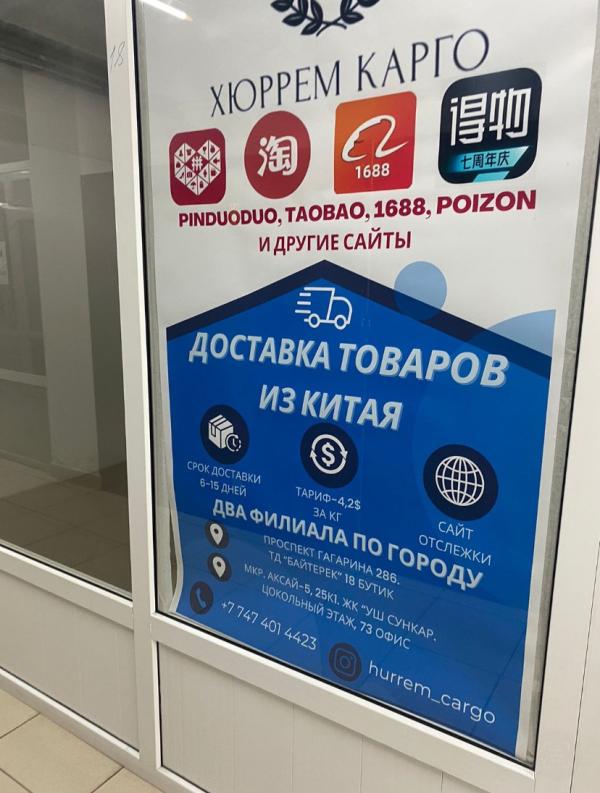 18
ХЮРРЕМ КАРГО
拼
淘
1688
得物
七周年庆
PINDUODUO, TAOBAO, 1688, POIZON
И ДРУГИЕ САЙТЫ
ДОСТАВКА ТОВАРОВ
ИЗ КИТАЯ
СРОК ДОСТАВКИ
6-15 ДНЕЙ
ТАРИФ-4,2$
ЗА КГ
САЙТ
ОТСЛЕЖКИ
ДВА ФИЛИАЛА ПО ГОРОДУ
ПРОСПЕКТ ГАГАРИНА 286.
ТД "БАЙТЕРЕК" 18 БУТИК
МКР. АКСАЙ-5, 25К1. ЖК "УШ СУНКАР.
ЦОКОЛЬНЫЙ ЭТАЖ, 73 ОФИС
+7 747 401 4423
hurrem_cargo